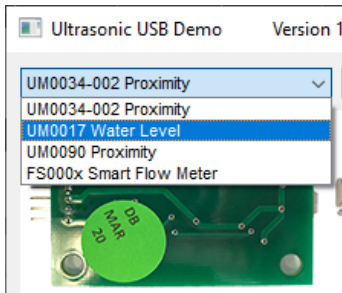 Ultrasonic USB Demo Version 1
UM0034-002 Proximity
UM0034-002 Proximity
UM0017 Water Level
UM0090 Proximity
FS000x Smart Flow Meter
DB
MAR
20